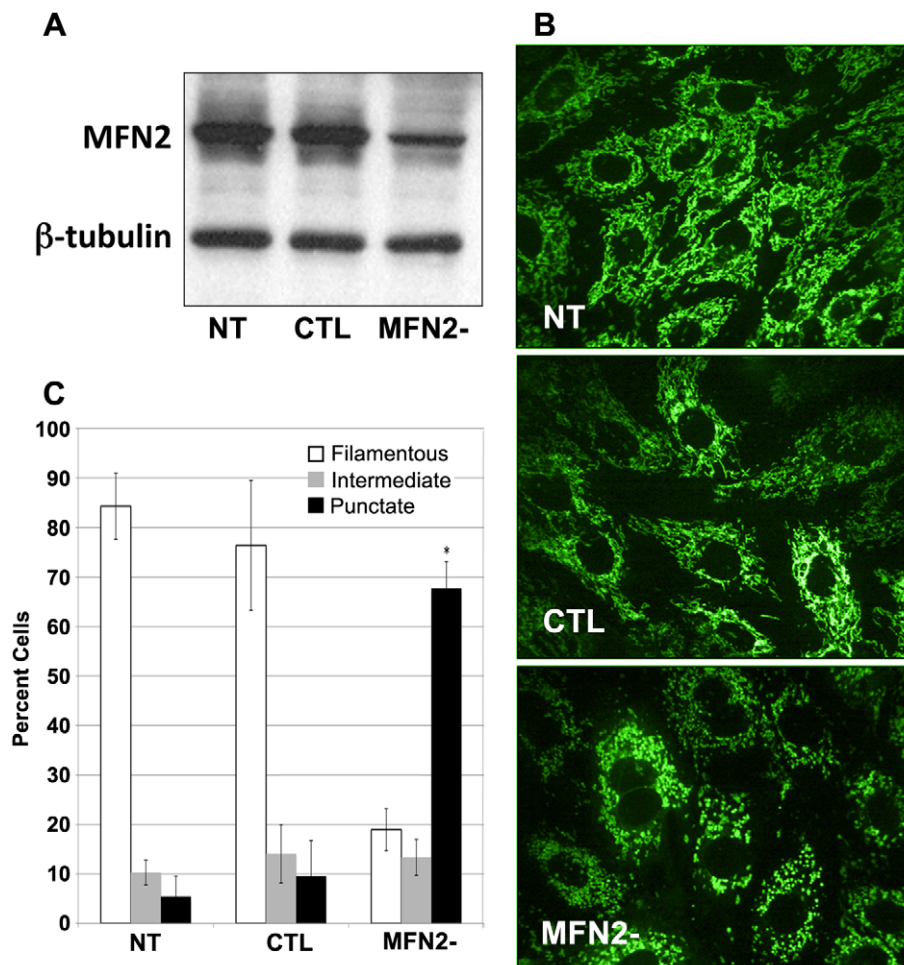 A
MFN2
β-tubulin
NT CTL MFN2-
B
NT
CTL
MFN2-
C
Percent Cells
100
90
80
70
60
50
40
30
20
10
0
Filamentous
Intermediate
Punctate
*
NT CTL MFN2-